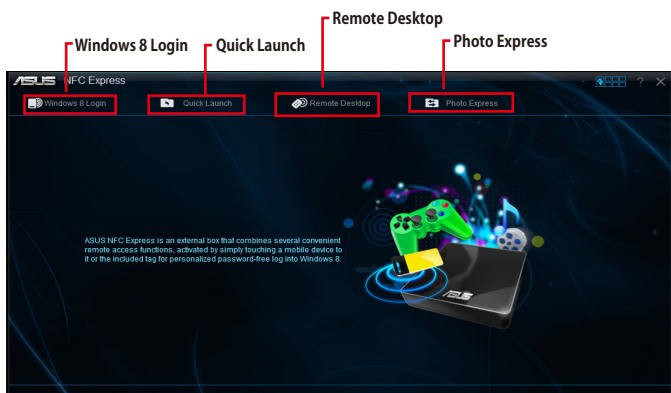 Remote Desktop
Windows 8 Login
Quick Launch
Photo Express
ASUS NFC Express
? X
Windows 8 Login
Quick Launch
Remote Desktop
Photo Express
ASUS NFC Express is an external box that combines several convenient
remote access functions, activated by simply touching a mobile device to
it or the included tag for personalized password-free log into Windows 8.
ASUS